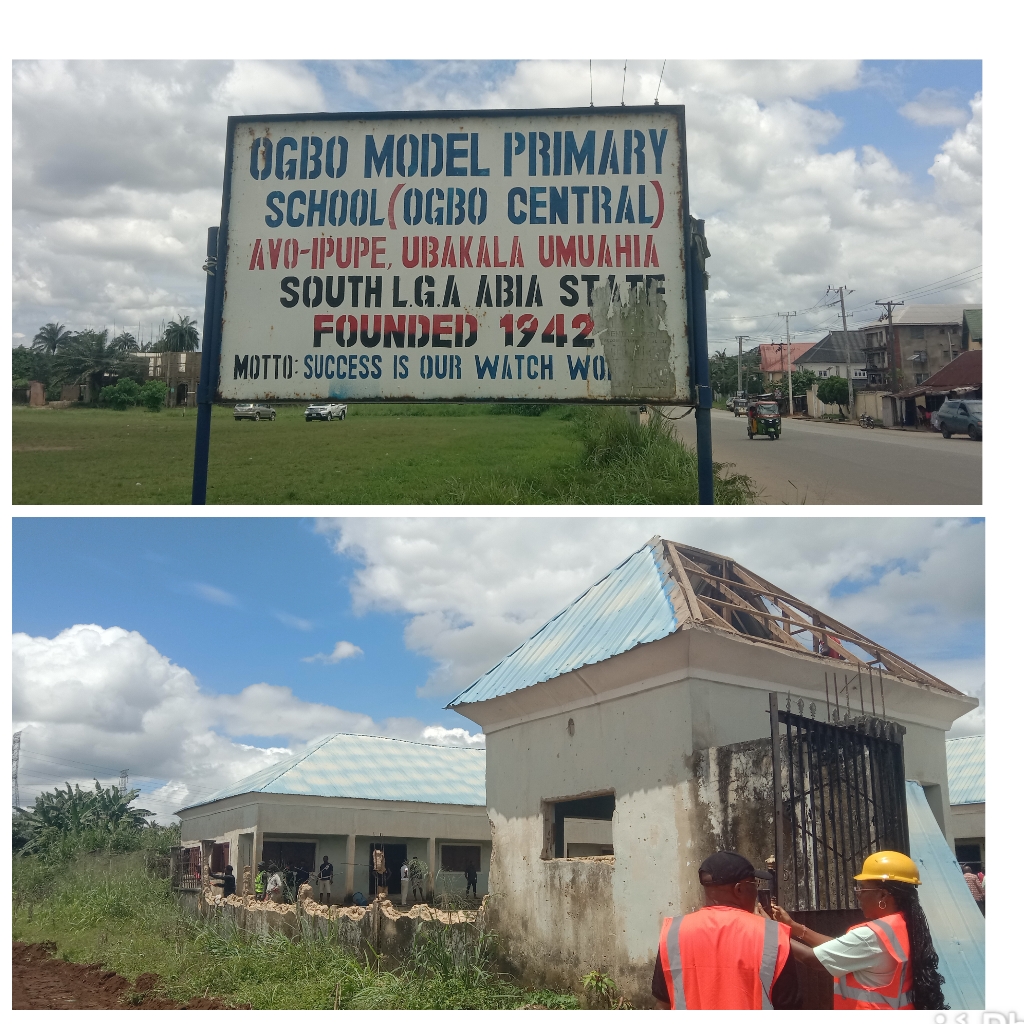 OGBO MODEL PRIMARY
SCHOOL (OGBO CENTRAL)
AVO-IPUPE, UBAKALA UMUAHIA
SOUTH L.G.A ABIA STATE
FOUNDED 1942
MOTTO: SUCCESS IS OUR WATCH